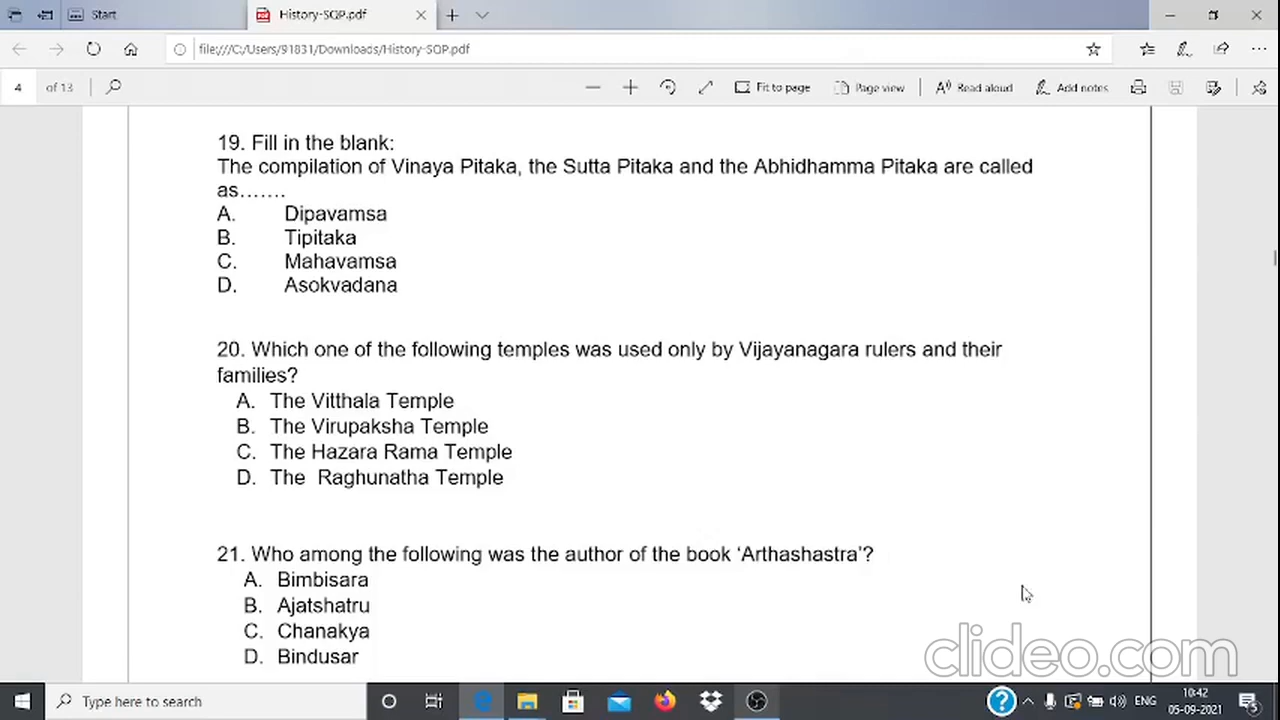 Start
History-SQP.pdf
file:///C:/Users/91831/Downloads/History-SQP.pdf
4 of 13
Fit to page
Page view
Read aloud
Add notes
19. Fill in the blank:
The compilation of Vinaya Pitaka, the Sutta Pitaka and the Abhidhamma Pitaka are called
as…….
A. Dipavamsa
B. Tipitaka
C. Mahavamsa
D. Asokvadana
20. Which one of the following temples was used only by Vijayanagara rulers and their
families?
A. The Vitthala Temple
B. The Virupaksha Temple
C. The Hazara Rama Temple
D. The Raghunatha Temple
21. Who among the following was the author of the book ‘Arthashastra’?
A. Bimbisara
B. Ajatshatru
C. Chanakya
D. Bindusar
clideo.com
Type here to search
ENG
10:42
05-09-2021
5